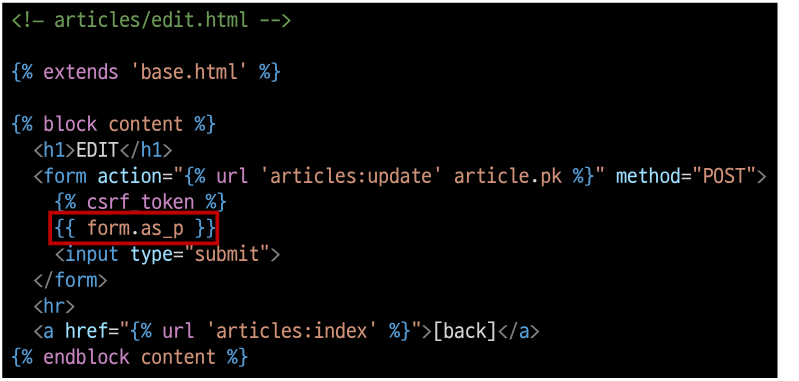 <!— articles/edit.html -->
{% extends 'base.html' %}
{% block content %}
<h1>EDIT</h1>
<form action="{% url 'articles:update' article.pk %}" method="POST">
{% csrf_token %}
{{ form.as_p }}
<input type="submit">
</form>
<hr>
<a href="{% url 'articles:index' %}">[back]</a>
{% endblock content %}